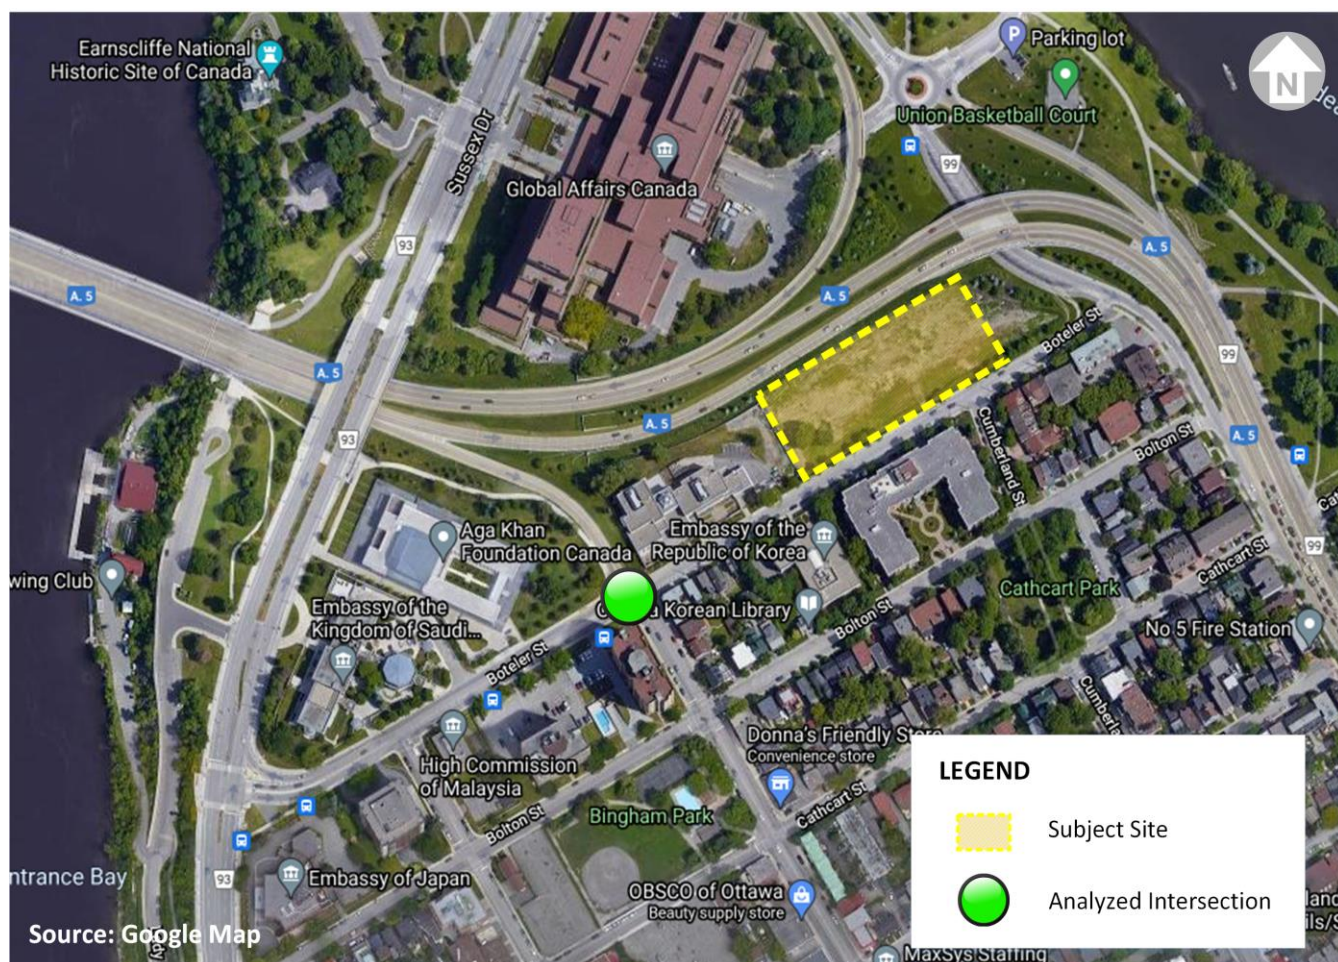 Earnscliffe National
Historic Site of Canada
Parking lot
N
Union Basketball Court
Sussex Dr
Global Affairs Canada
99
93
A. 5
A. 5
A. 5
A. 5
Boteler St
99
93
A. 5
A. 5
Cumberland St
Bolton St
Aga Khan
Foundation Canada
Embassy of the
Republic of Korea
99
Cathcart St
wing Club
Korean Library
Cathcart Park
Embassy of the
Kingdom of Saudi...
Bolton St
No 5 Fire Station
Boteler St
High Commission
of Malaysia
Donna's Friendly Store
Convenience store
Bolton St
Bingham Park
Cathcart St
LEGEND
Subject Site
Analyzed Intersection
93
Embassy of Japan
ntrance Bay
OBSCO of Ottawa
Beauty supply store
Source: Google Map
MaxSys Staffing